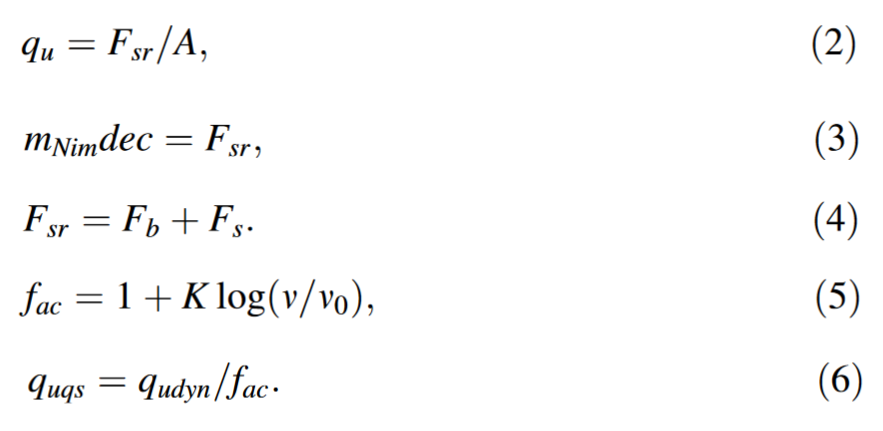 q_u = F_sr/A, (2)
m_Nim dec = F_sr, (3)
F_sr = F_b + F_s. (4)
f_ac = 1 + K log(v/v_0), (5)
q_uqs = q_udyn/f_ac. (6)